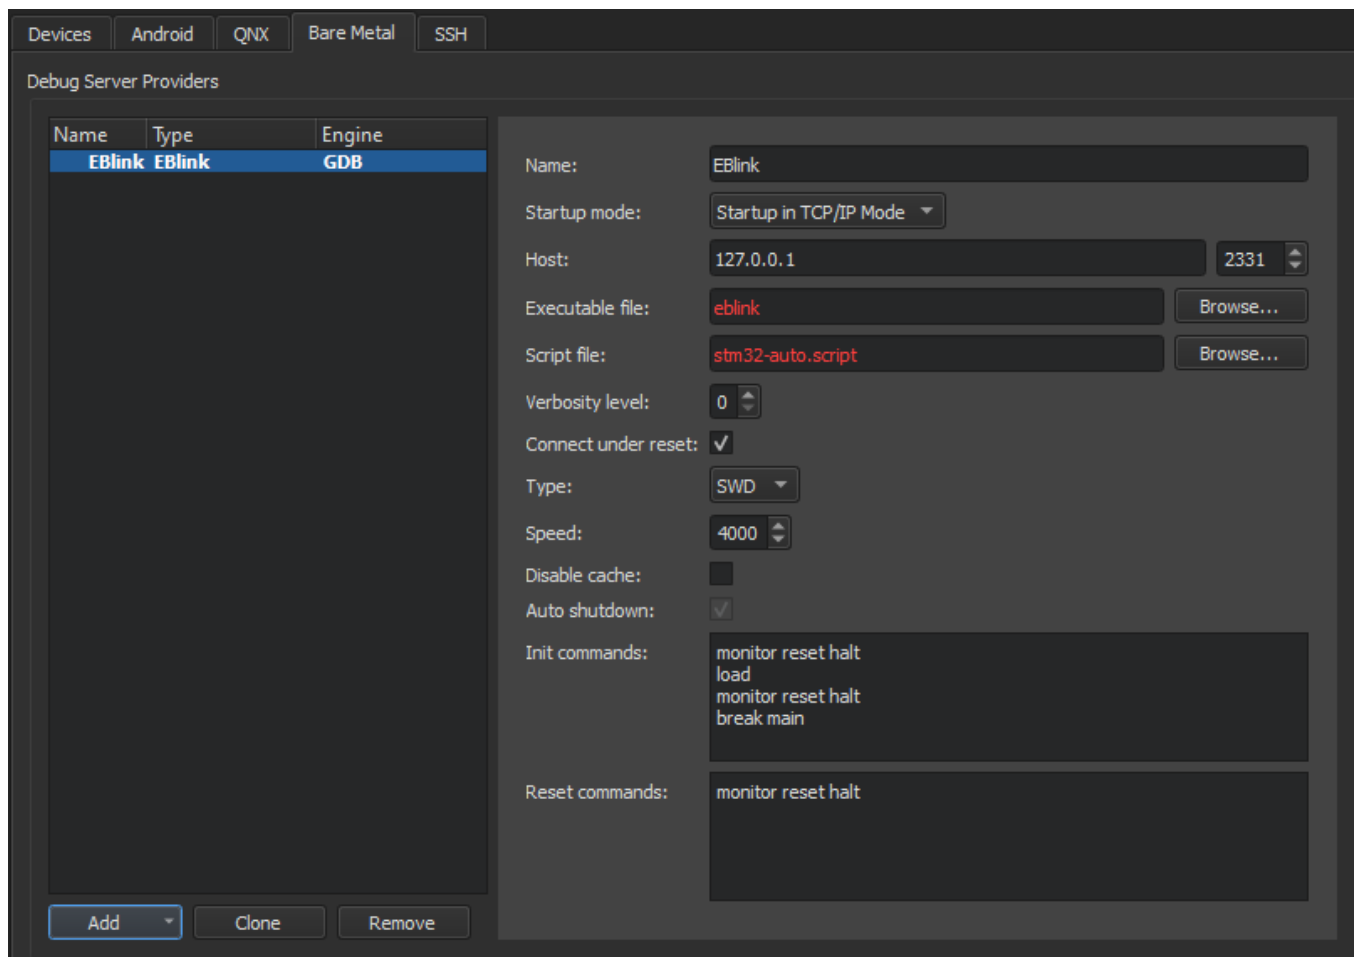 Devices Android QNX Bare Metal SSH
Debug Server Providers
Name Type Engine
EBlink EBlink GDB
Name: EBlink
Startup mode: Startup in TCP/IP Mode
Host: 127.0.0.1 2331
Executable file: eblink Browse...
Script file: stm32-auto.script Browse...
Verbosity level: 0
Connect under reset:
Type: SWD
Speed: 4000
Disable cache:
Auto shutdown:
Init commands: monitor reset halt
load
monitor reset halt
break main
Reset commands: monitor reset halt
Add Clone Remove